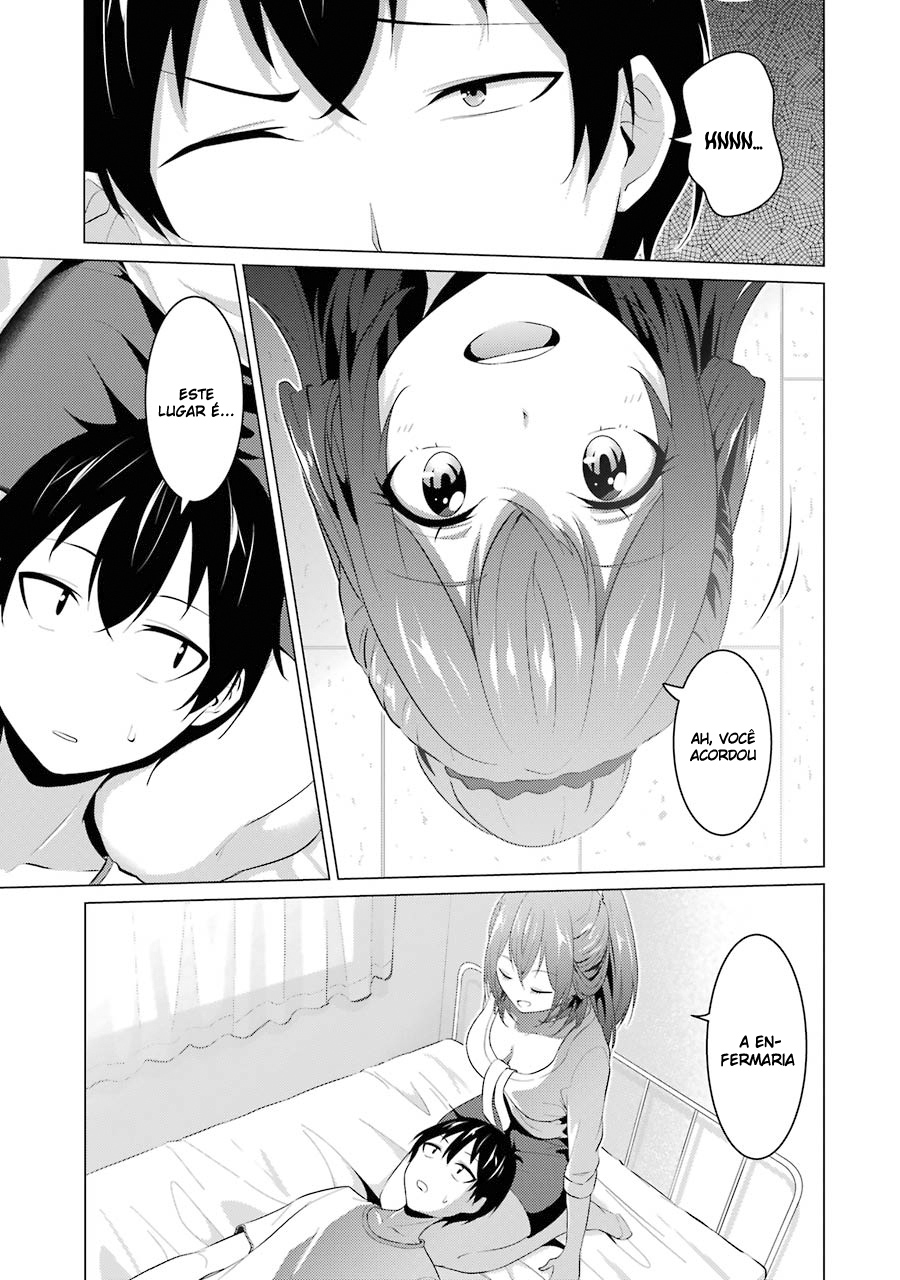 HNNN...
AH, VOCÊ
ACORDOU
ESTE
LUGAR É...
A EN-
FERMARIA